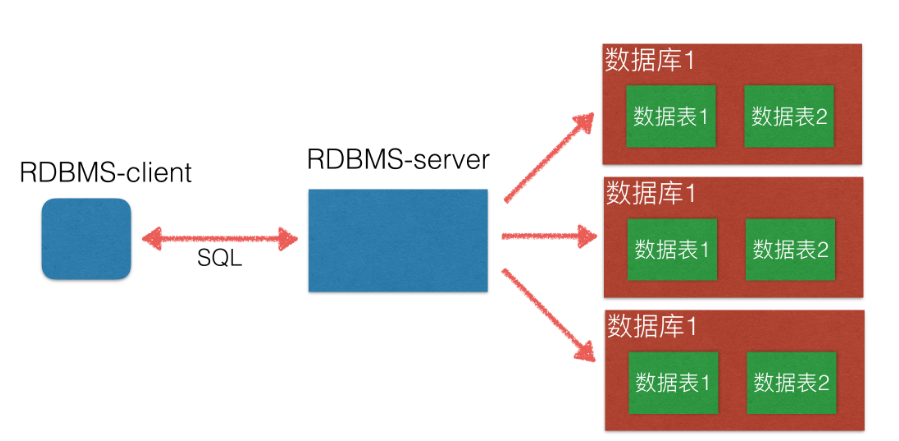 RDBMS-client
SQL
RDBMS-server
数据库1
数据表1
数据表2
数据库1
数据表1
数据表2
数据库1
数据表1
数据表2